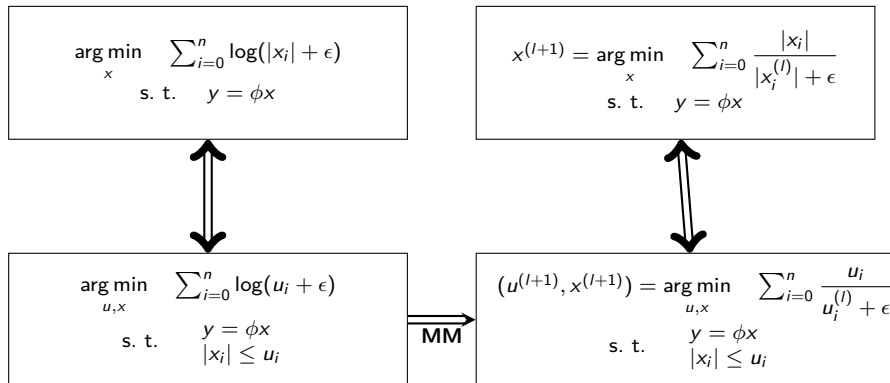 arg min_x ∑_{i=0}^{n} log(|x_i| + ϵ)
s. t. y = ϕx
x^{(l+1)} = arg min_x ∑_{i=0}^{n} |x_i| / (|x_i^{(l)}| + ϵ)
s. t. y = ϕx
arg min_{u,x} ∑_{i=0}^{n} log(u_i + ϵ)
s. t. y = ϕx
|x_i| ≤ u_i
MM
(u^{(l+1)}, x^{(l+1)}) = arg min_{u,x} ∑_{i=0}^{n} u_i / (u_i^{(l)} + ϵ)
s. t. y = ϕx
|x_i| ≤ u_i